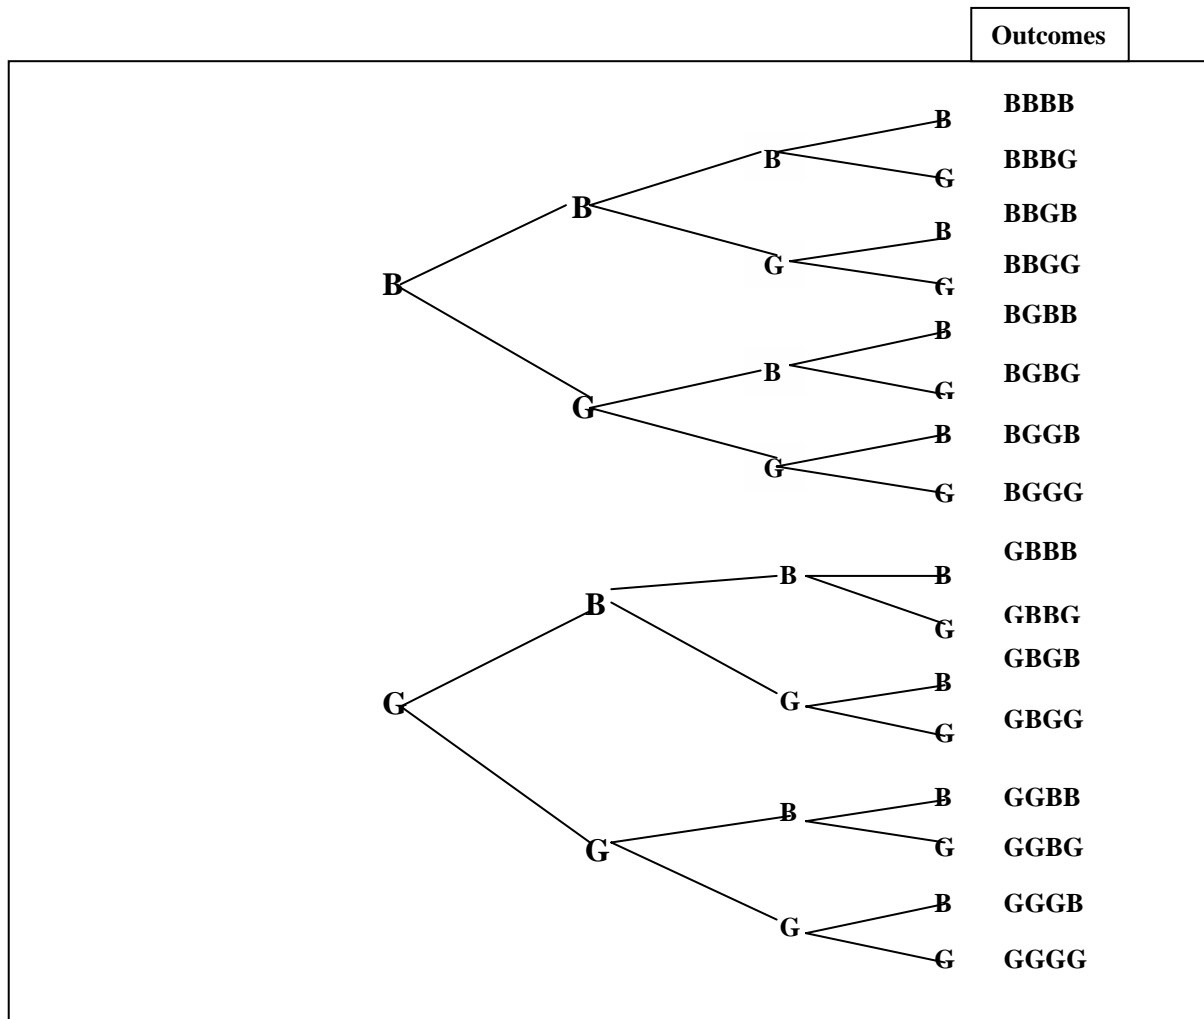 Outcomes
B BBBB
B BBBG
G
B BBGB
B
G BBGG
B G
BGBB
B
B BGBG
G
G BGGB
B
G
G BGGG
GBBB
B B
B GBBG
G
GBGB
B
G G GBGG
G
B GGBB
B
G GGBG
G
B GGGB
G
G GGGG